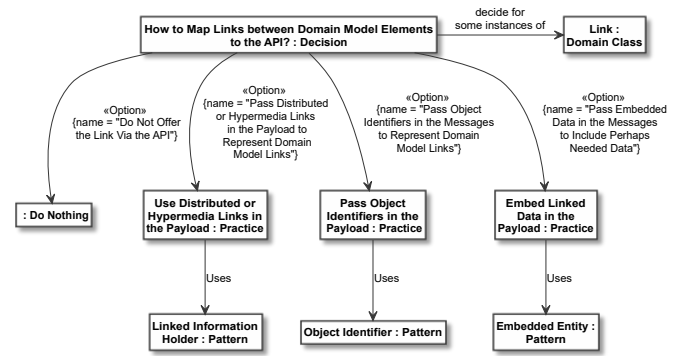 How to Map Links between Domain Model Elements
to the API? : Decision
decide for
some instances of
Link :
Domain Class
«Option»
{name = "Do Not Offer
the Link Via the API"}
«Option»
{name = "Pass Distributed
or Hypermedia Links
in the Payload to
Represent Domain
Model Links"}
«Option»
{name = "Pass Object
Identifiers in the Messages
to Represent Domain
Model Links"}
«Option»
{name = "Pass Embedded
Data in the Messages
to Include Perhaps
Needed Data"}
: Do Nothing
Use Distributed or
Hypermedia Links in
the Payload : Practice
Pass Object
Identifiers in the
Payload : Practice
Embed Linked
Data in the
Payload : Practice
Uses
Uses
Uses
Linked Information
Holder : Pattern
Object Identifier : Pattern
Embedded Entity :
Pattern